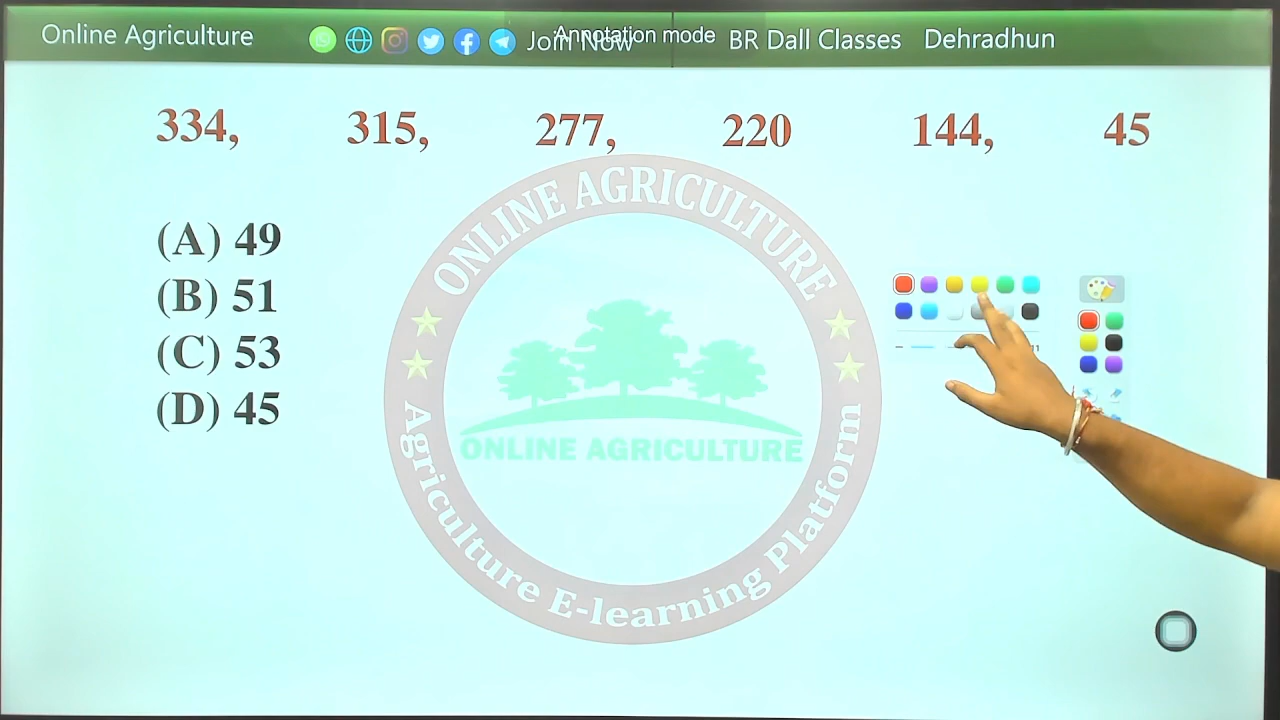 Online Agriculture Join Now BR Dall Classes Dehradhun
Annotation mode
334, 315, 277, 220 144, 45
(A) 49
(B) 51
(C) 53
(D) 45
ONLINE AGRICULTURE
ONLINE AGRICULTURE
Agriculture E-learning Platform